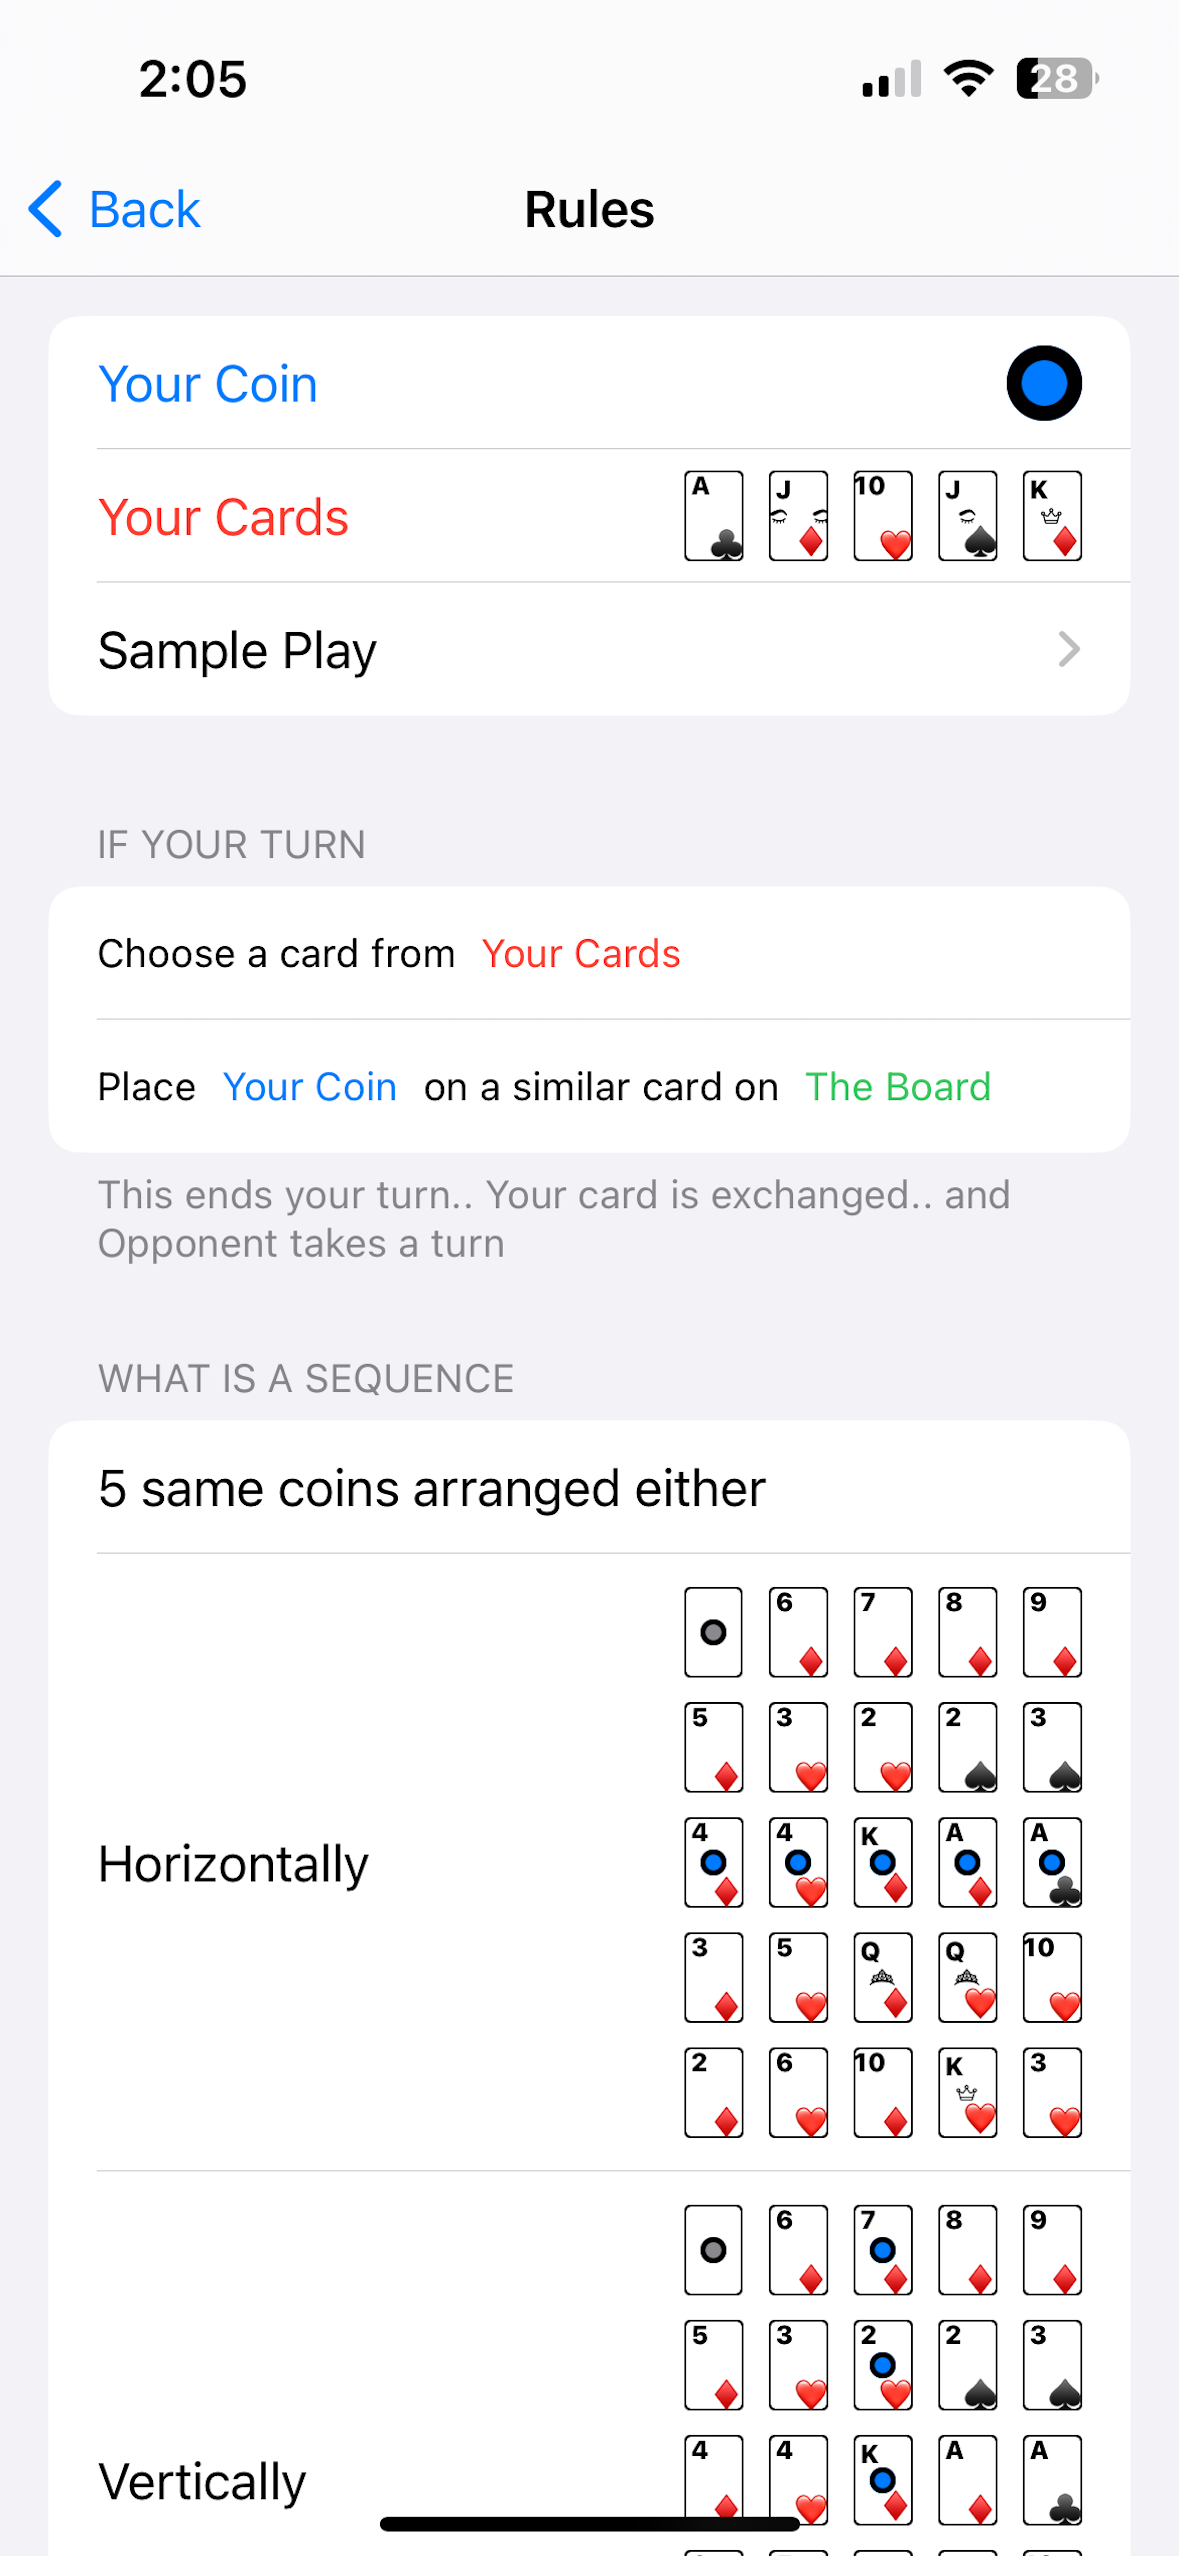 2:05
28
Back
Rules
Your Coin
Your Cards
A J 10 J K
Sample Play
IF YOUR TURN
Choose a card from Your Cards
Place Your Coin on a similar card on The Board
This ends your turn.. Your card is exchanged.. and
Opponent takes a turn
WHAT IS A SEQUENCE
5 same coins arranged either
6 7 8 9
5 3 2 2 3
Horizontally
4 4 K A A
3 5 Q Q 10
2 6 10 K 3
6 7 8 9
5 3 2 2 3
Vertically
4 4 K A A